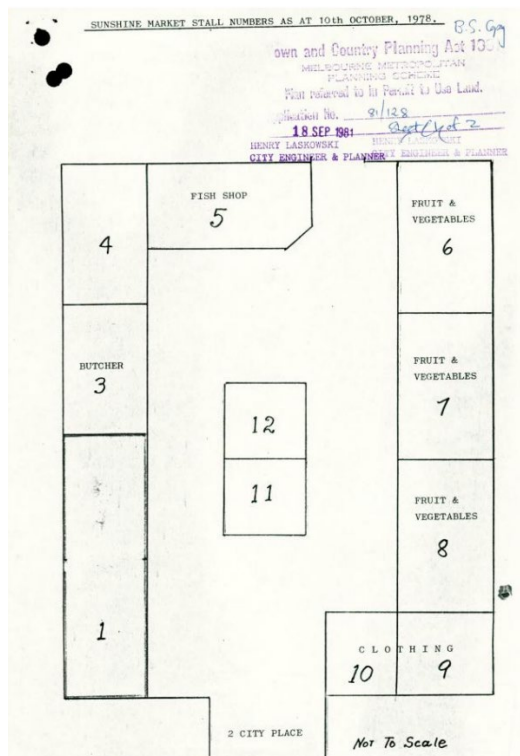 SUNSHINE MARKET STALL NUMBERS AS AT 10th OCTOBER, 1978.
own and Country Planning Act
MELBOURNE METROPOLITAN
PLANNING SCHEME
Plan referred to in Permit to Use Land.
No. 81/128
18 SEP 1981
HENRY LASKOWSKI
CITY ENGINEER & PLANNER
HENRY LASKOWSKI
CITY ENGINEER & PLANNER
FISH SHOP
5
FRUIT &
VEGETABLES
6
4
BUTCHER
3
FRUIT &
VEGETABLES
7
12
11
FRUIT &
VEGETABLES
8
1
CLOTHING
10 9
2 CITY PLACE
Not To Scale